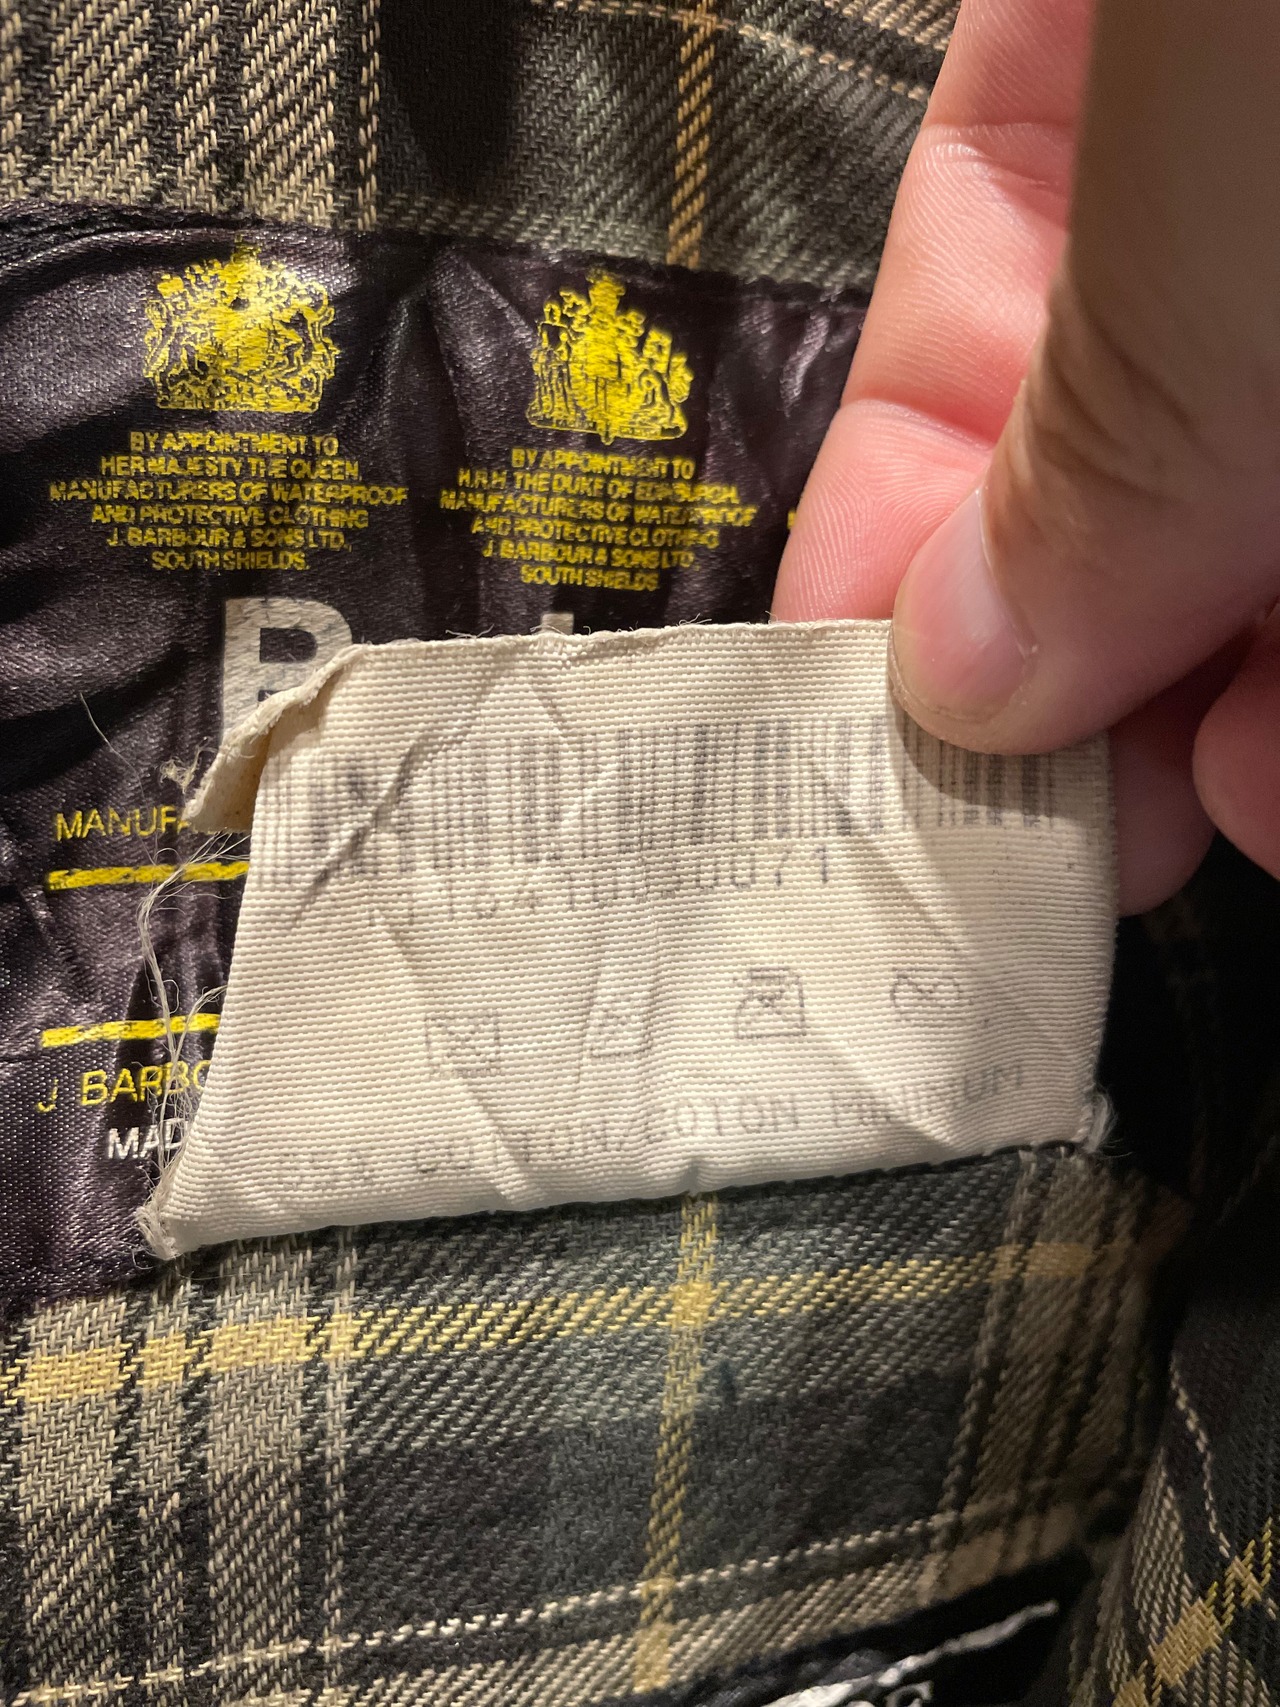 BY APPOINTMENT TO
HER MAJESTY THE QUEEN
MANUFACTURERS OF WATERPROOF
AND PROTECTIVE CLOTHING
J. BARBOUR & SONS LTD.
SOUTH SHIELDS.
BY APPOINTMENT TO
H.R.H. THE DUKE OF EDINBURGH.
MANUFACTURERS OF WATERPROOF
AND PROTECTIVE CLOTHING
J. BARBOUR & SONS LTD
SOUTH SHIELDS.
B
MANUFA
J BARBO
MAD
COTTON/COTTON